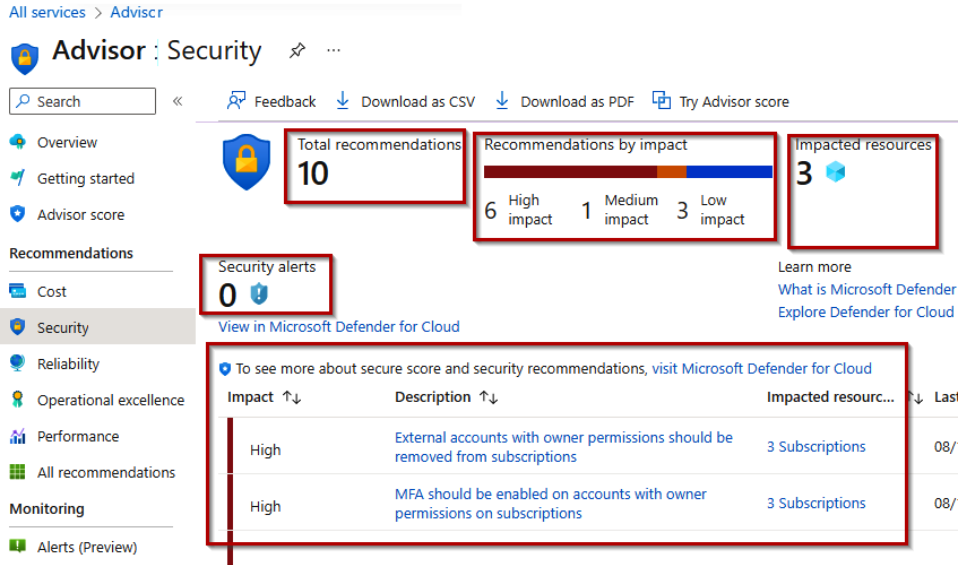 All services > Adviscr
Advisor : Security ...
Search «
Feedback Download as CSV Download as PDF Try Advisor score
Overview
Getting started
Advisor score
Recommendations
Cost
Security
Reliability
Operational excellence
Performance
All recommendations
Monitoring
Alerts (Preview)
Total recommendations
10
Recommendations by impact
6 High impact 1 Medium impact 3 Low impact
Impacted resources
3
Security alerts
0
View in Microsoft Defender for Cloud
Learn more
What is Microsoft Defender
Explore Defender for Cloud
To see more about secure score and security recommendations, visit Microsoft Defender for Cloud
Impact ↑↓ Description ↑↓ Impacted resourc... ↑↓ Last
High External accounts with owner permissions should be
removed from subscriptions 3 Subscriptions 08/
High MFA should be enabled on accounts with owner
permissions on subscriptions 3 Subscriptions 08/